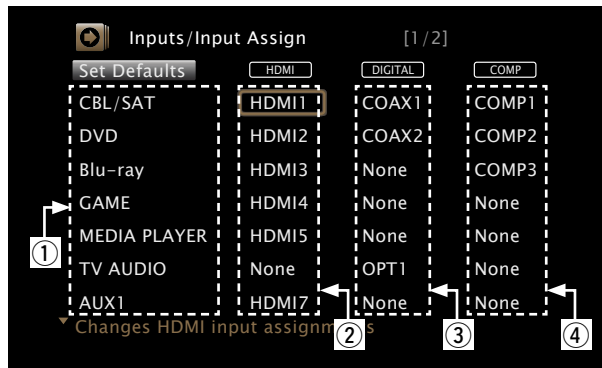 Inputs/Input Assign [1/2]
Set Defaults HDMI DIGITAL COMP
CBL/SAT HDMI1 COAX1 COMP1
DVD HDMI2 COAX2 COMP2
Blu-ray HDMI3 None COMP3
GAME HDMI4 None None
MEDIA PLAYER HDMI5 None None
TV AUDIO None OPT1 None
AUX1 HDMI7 None None
Changes HDMI input
① ② ③ ④